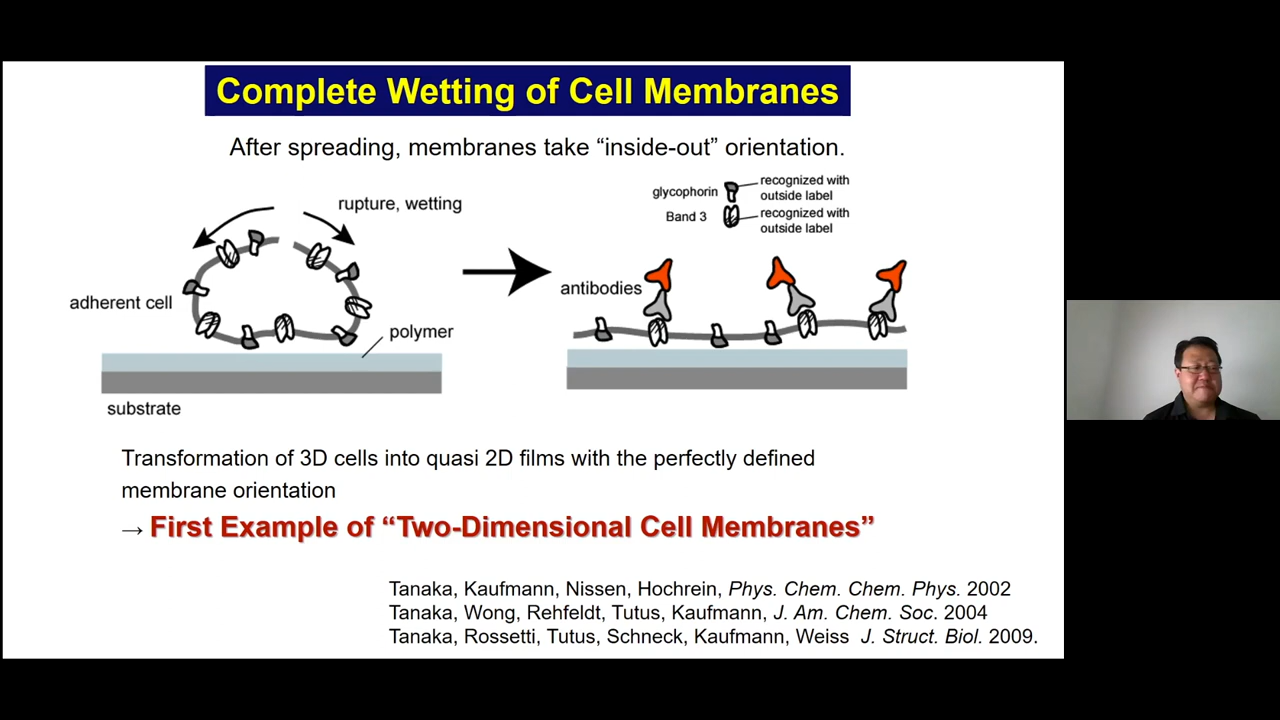 Complete Wetting of Cell Membranes
After spreading, membranes take “inside-out” orientation.
glycophorin
recognized with
outside label
Band 3
recognized with
outside label
rupture, wetting
adherent cell
polymer
substrate
antibodies
Transformation of 3D cells into quasi 2D films with the perfectly defined
membrane orientation
→ First Example of “Two-Dimensional Cell Membranes”
Tanaka, Kaufmann, Nissen, Hochrein, Phys. Chem. Chem. Phys. 2002
Tanaka, Wong, Rehfeldt, Tutus, Kaufmann, J. Am. Chem. Soc. 2004
Tanaka, Rossetti, Tutus, Schneck, Kaufmann, Weiss J. Struct. Biol. 2009.